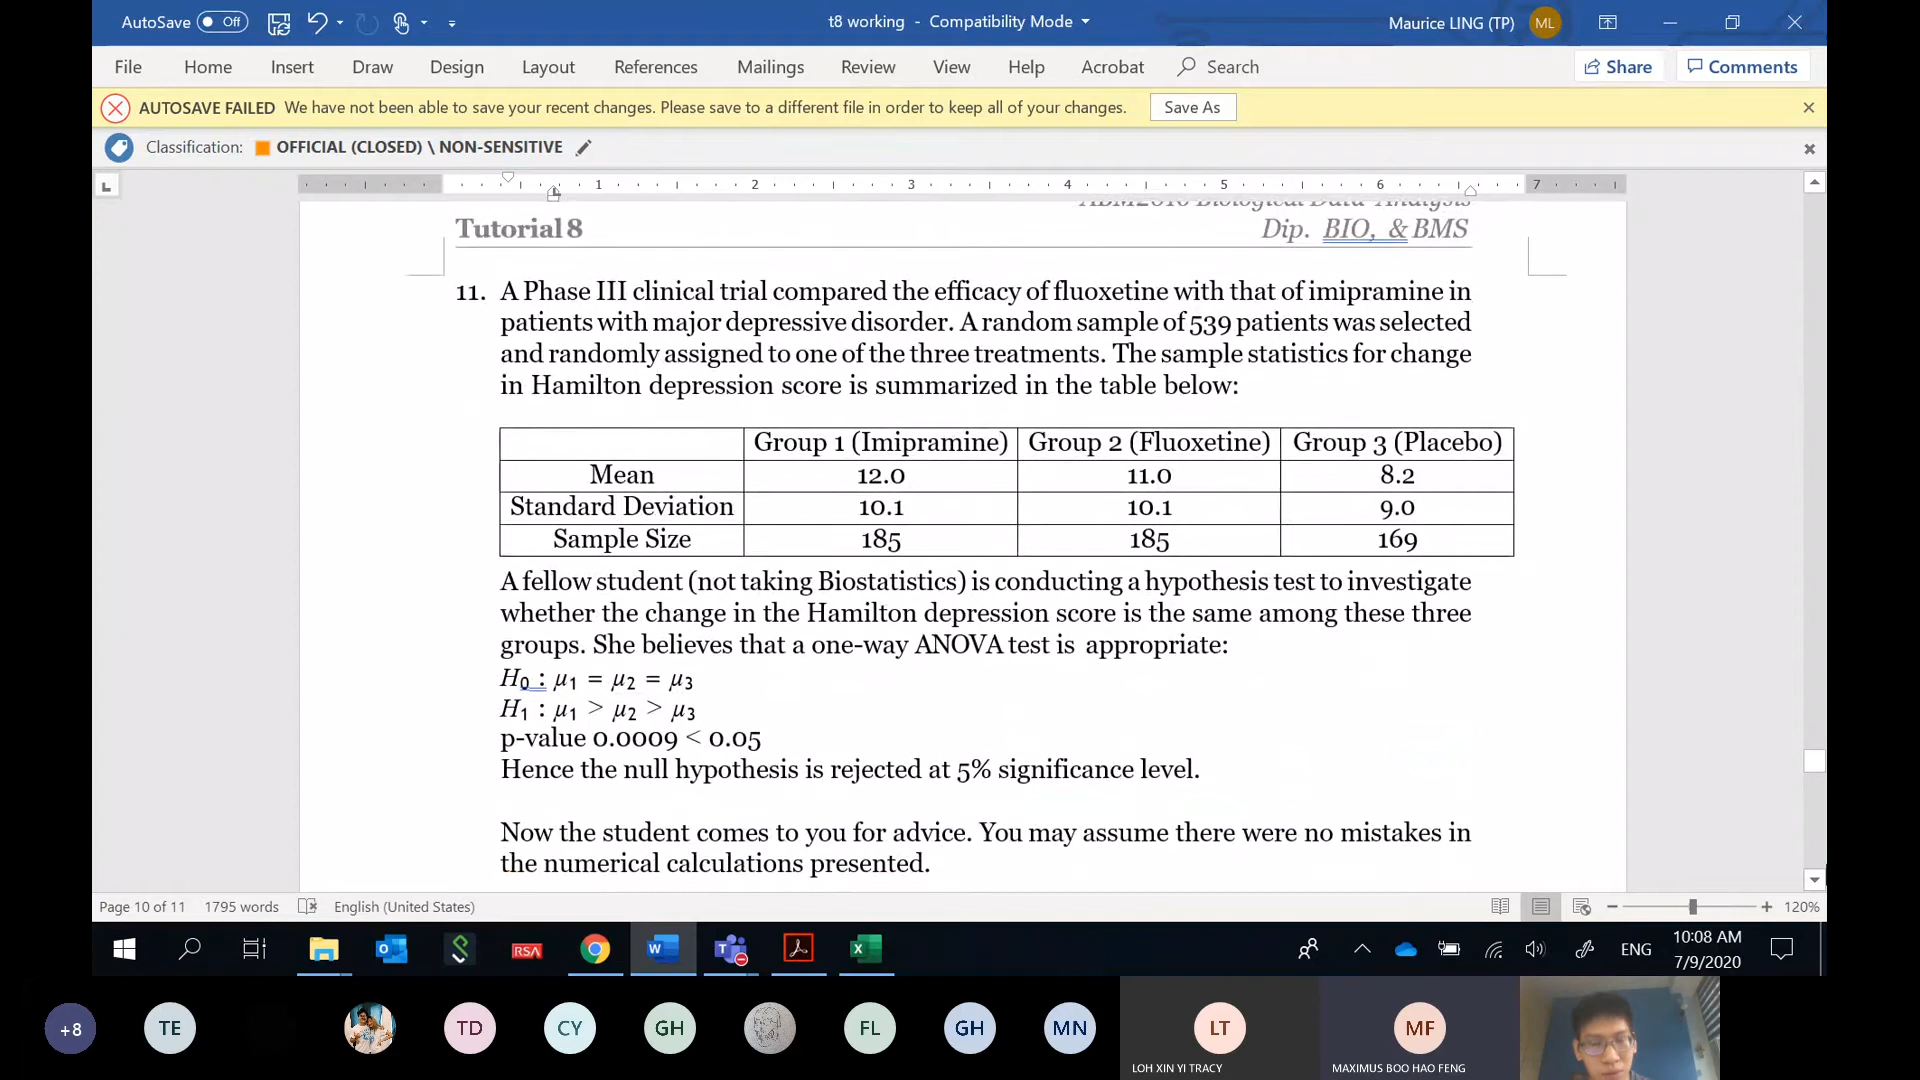 AutoSave Off t8 working - Compatibility Mode Maurice LING (TP) ML
File Home Insert Draw Design Layout References Mailings Review View Help Acrobat Search Share Comments
AUTOSAVE FAILED We have not been able to save your recent changes. Please save to a different file in order to keep all of your changes. Save As
Classification: OFFICIAL (CLOSED) \ NON-SENSITIVE
1 2 3 4 5 6 7
Biological Data Analysis
Tutorial 8 Dip. BIO, & BMS
11. A Phase III clinical trial compared the efficacy of fluoxetine with that of imipramine in
patients with major depressive disorder. A random sample of 539 patients was selected
and randomly assigned to one of the three treatments. The sample statistics for change
in Hamilton depression score is summarized in the table below:
Group 1 (Imipramine) Group 2 (Fluoxetine) Group 3 (Placebo)
Mean 12.0 11.0 8.2
Standard Deviation 10.1 10.1 9.0
Sample Size 185 185 169
A fellow student (not taking Biostatistics) is conducting a hypothesis test to investigate
whether the change in the Hamilton depression score is the same among these three
groups. She believes that a one-way ANOVA test is appropriate:
H₀ : μ₁ = μ₂ = μ₃
H₁ : μ₁ > μ₂ > μ₃
p-value 0.0009 < 0.05
Hence the null hypothesis is rejected at 5% significance level.
Now the student comes to you for advice. You may assume there were no mistakes in
the numerical calculations presented.
Page 10 of 11 1795 words English (United States) 120%
RSA ENG 10:08 AM
7/9/2020
+8 TE TD CY GH FL GH MN LT MF
LOH XIN YI TRACY MAXIMUS BOO HAO FENG